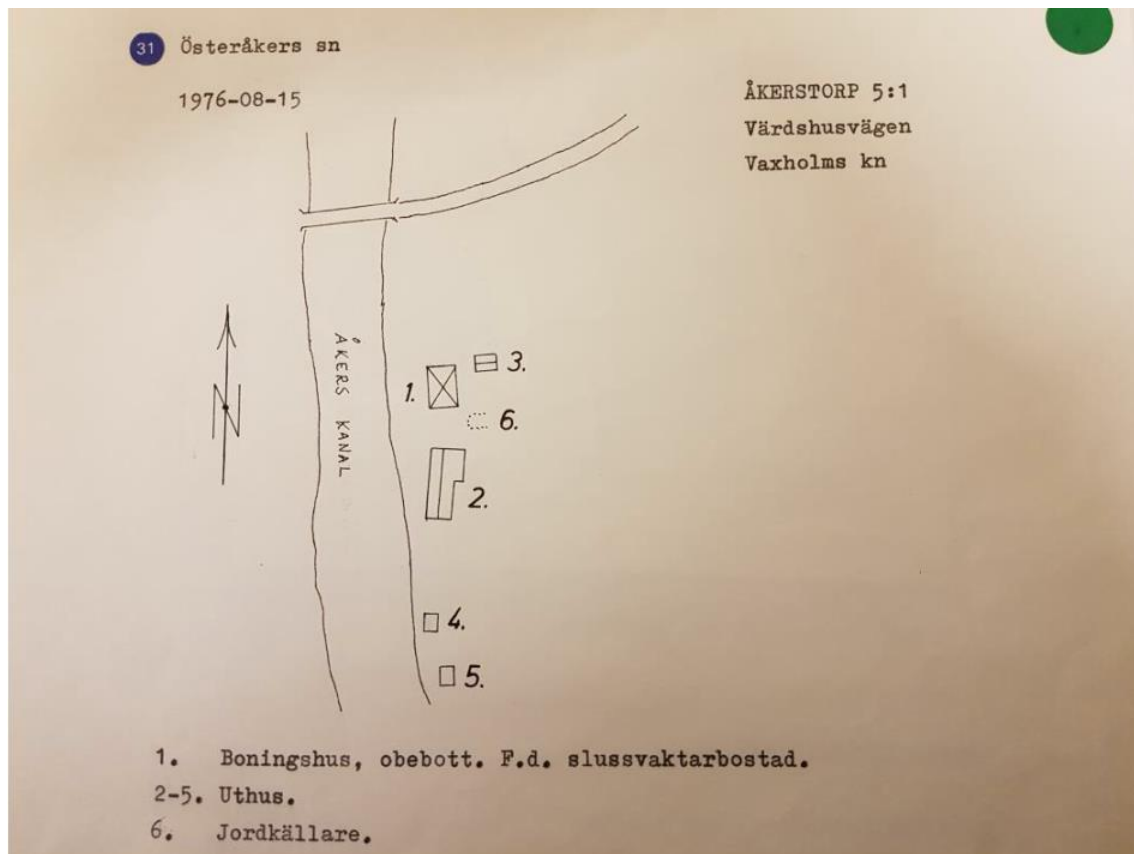 31 Österåkers sn
1976-08-15
ÅKERSTORP 5:1
Värdshusvägen
Vaxholms kn
N
ÅKERS KANAL
1.
3.
6.
2.
4.
5.
1. Boningshus, obebott. F.d. slussvaktarbostad.
2-5. Uthus.
6. Jordkällare.